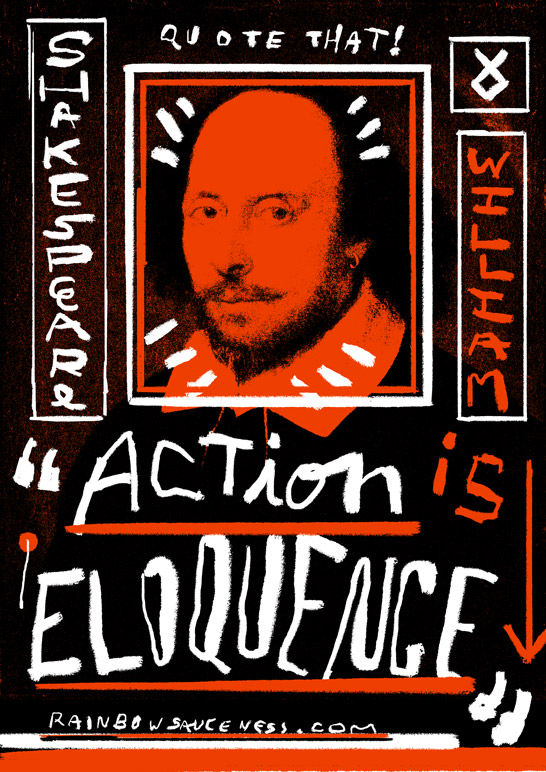 QUOTE THAT!
SHAKESPEARE
WILLIAM
“ACTion is
ELOQUENCE”
RAINBOWSAUCENESS.COM